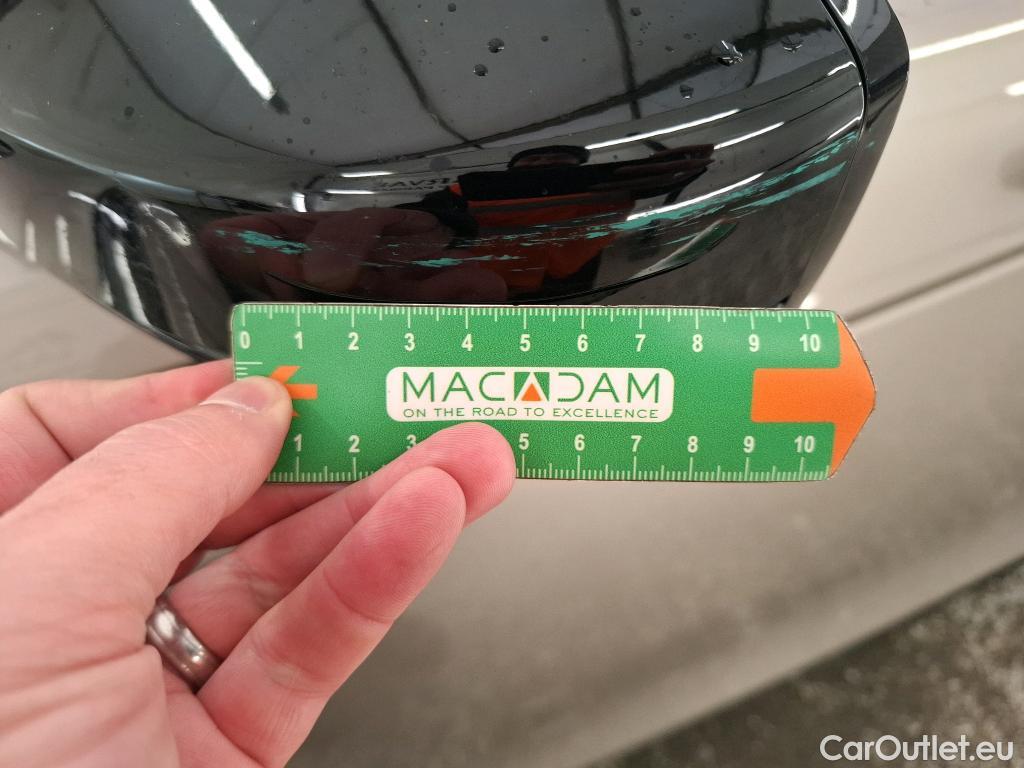 0 1 2 3 4 5 6 7 8 9 10
MACADAM
ON THE ROAD TO EXCELLENCE
1 2 3 5 6 7 8 9 10
CarOutlet.eu